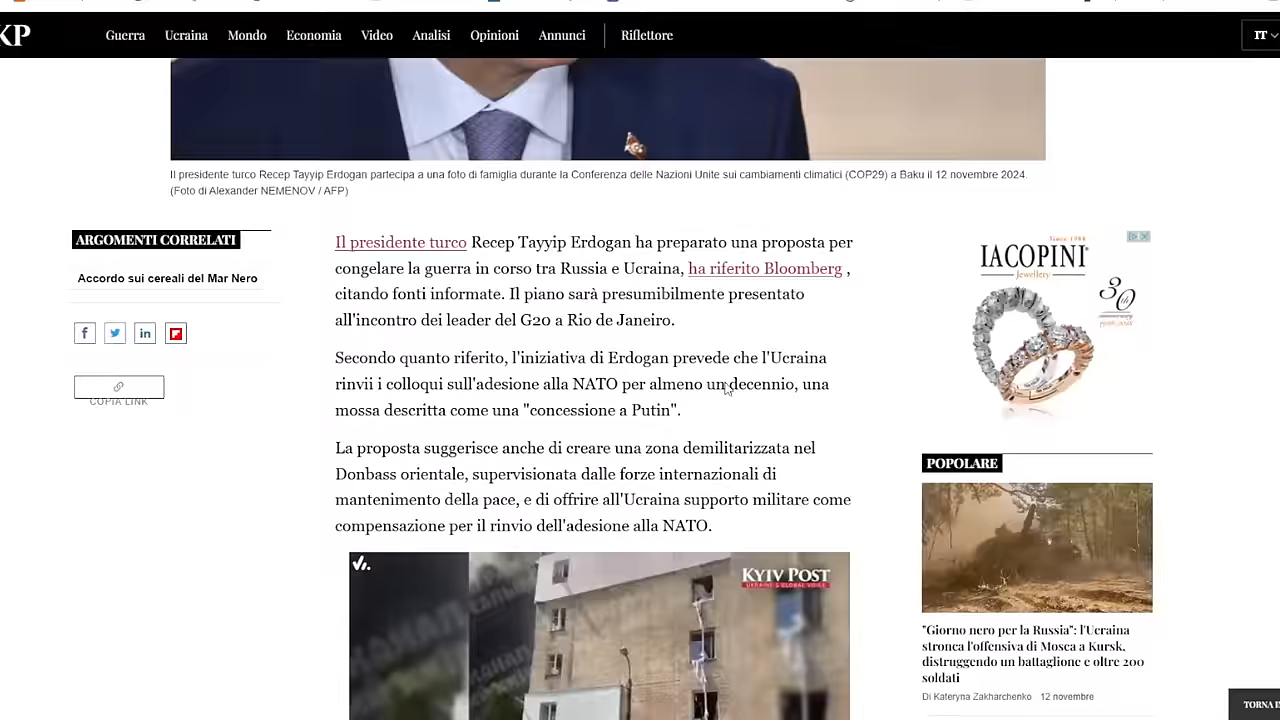 KP
Guerra Ucraina Mondo Economia Video Analisi Opinioni Annunci Riflettore IT
Il presidente turco Recep Tayyip Erdogan partecipa a una foto di famiglia durante la Conferenza delle Nazioni Unite sui cambiamenti climatici (COP29) a Baku il 12 novembre 2024.
(Foto di Alexander NEMENOV / AFP)
ARGOMENTI CORRELATI
Accordo sui cereali del Mar Nero
COPIA LINK
Il presidente turco Recep Tayyip Erdogan ha preparato una proposta per
congelare la guerra in corso tra Russia e Ucraina, ha riferito Bloomberg ,
citando fonti informate. Il piano sarà presumibilmente presentato
all'incontro dei leader del G20 a Rio de Janeiro.
Secondo quanto riferito, l'iniziativa di Erdogan prevede che l'Ucraina
rinvii i colloqui sull'adesione alla NATO per almeno un decennio, una
mossa descritta come una "concessione a Putin".
La proposta suggerisce anche di creare una zona demilitarizzata nel
Donbass orientale, supervisionata dalle forze internazionali di
mantenimento della pace, e di offrire all'Ucraina supporto militare come
compensazione per il rinvio dell'adesione alla NATO.
KYIV POST
Since 1988
IACOPINI
Jewellery
30th
anniversary
POPOLARE
"Giorno nero per la Russia": l'Ucraina
stronca l'offensiva di Mosca a Kursk,
distruggendo un battaglione e oltre 200
soldati
Di Kateryna Zakharchenko 12 novembre